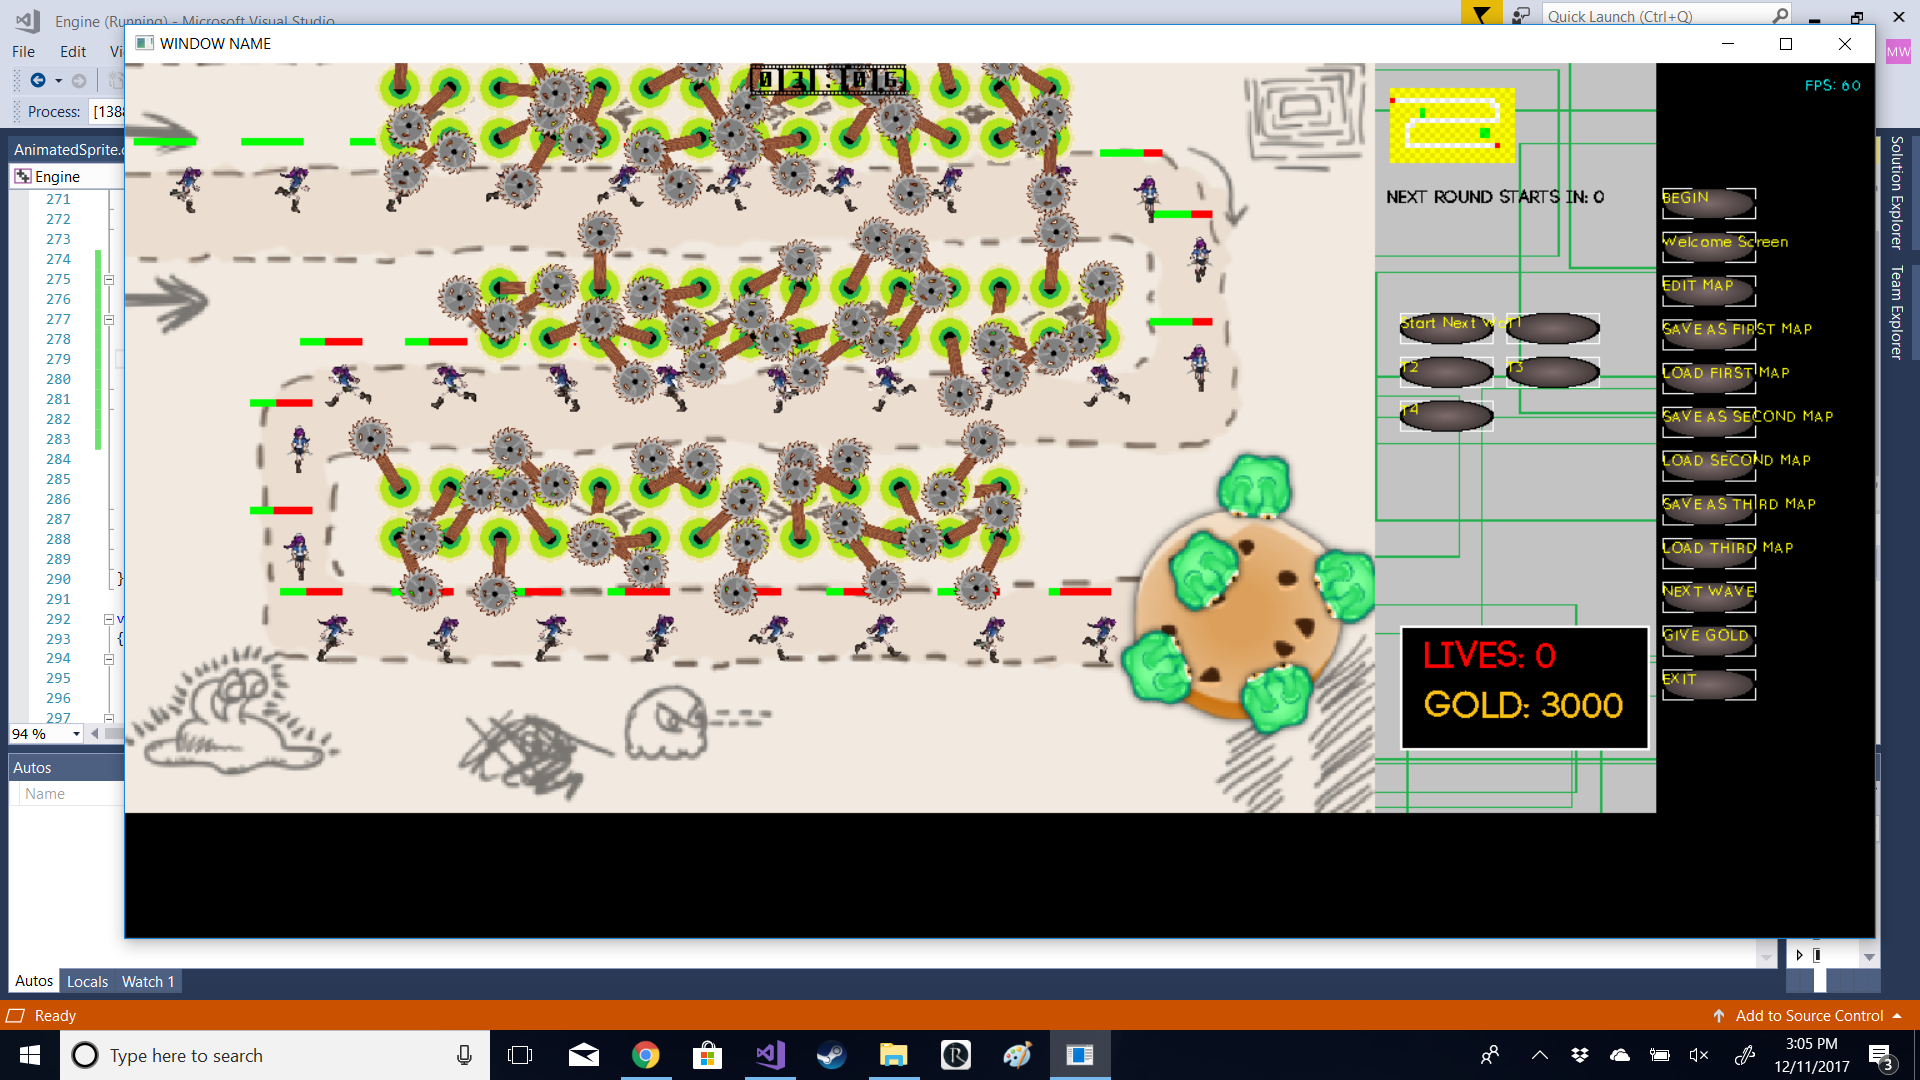 Engine (Running) - Microsoft Visual Studio
Quick Launch (Ctrl+Q)
File Edit
MW
WINDOW NAME
Process:
AnimatedSprite.
Engine
271
272
273
274
275
276
277
278
279
280
281
282
283
284
285
286
287
288
289
290
291
292
293
294
295
296
297
94 %
Autos
Name
03:06
FPS: 60
NEXT ROUND STARTS IN: 0
Start Next
T2
T3
T4
LIVES: 0
GOLD: 3000
BEGIN
Welcome Screen
EDIT MAP
SAVE AS FIRST MAP
LOAD FIRST MAP
SAVE AS SECOND MAP
LOAD SECOND MAP
SAVE AS THIRD MAP
LOAD THIRD MAP
NEXT WAVE
GIVE GOLD
EXIT
Solution Explorer
Team Explorer
Autos Locals Watch 1
Ready
Add to Source Control
Type here to search
3:05 PM
12/11/2017
3